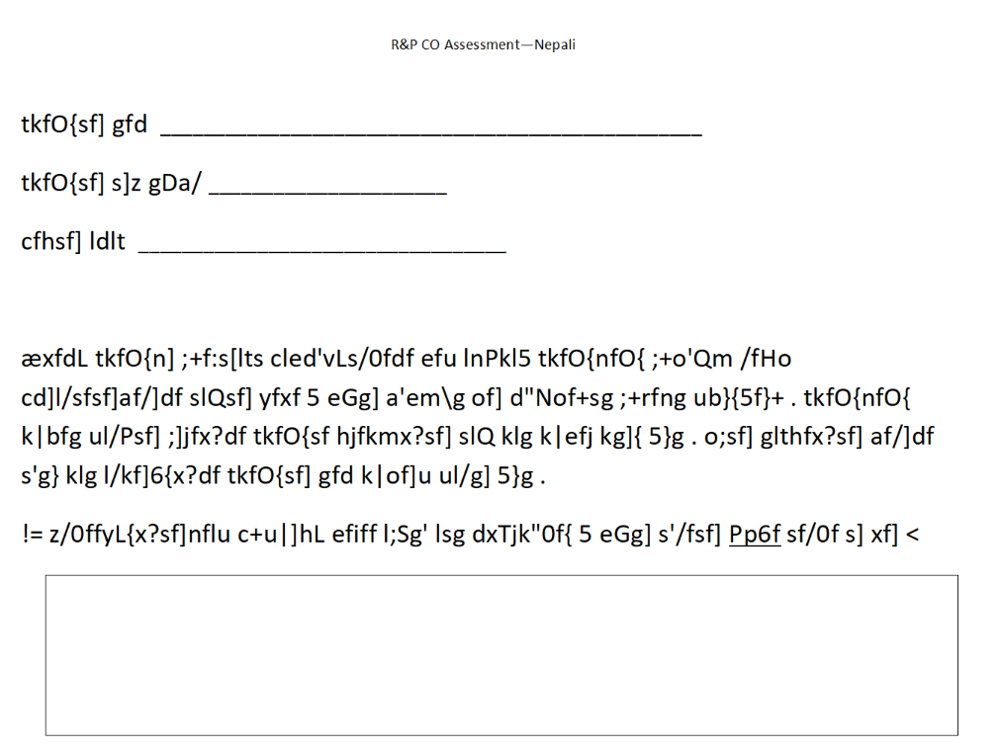 R&P CO Assessment—Nepali
tkfO{sf] gfd ______________________________________________
tkfO{sf] s]z gDa/ ____________________
cfhsf] ldlt _______________________________
æxfdL tkfO{n] ;+f:s[lts cled'vLs/0fdf efu lnPkl5 tkfO{nfO{ ;+o'Qm /fHo
cd]l/sfsf]af/]df slQsf] yfxf 5 eGg] a'em\g of] d"Nof+sg ;+rfng ub}{5f}+ . tkfO{nfO{
k|bfg ul/Psf] ;]jfx?df tkfO{sf hjfkmx?sf] slQ klg k|efj kg]{ 5}g . o;sf] glthfx?sf] af/]df
s'g} klg l/kf]6{x?df tkfO{sf] gfd k|of]u ul/g] 5}g .
!= z/0ffyL{x?sf]nflu c+u|]hL efiff l;Sg' lsg dxTjk"0f{ 5 eGg] s'/fsf] Pp6f sf/0f s] xf] <